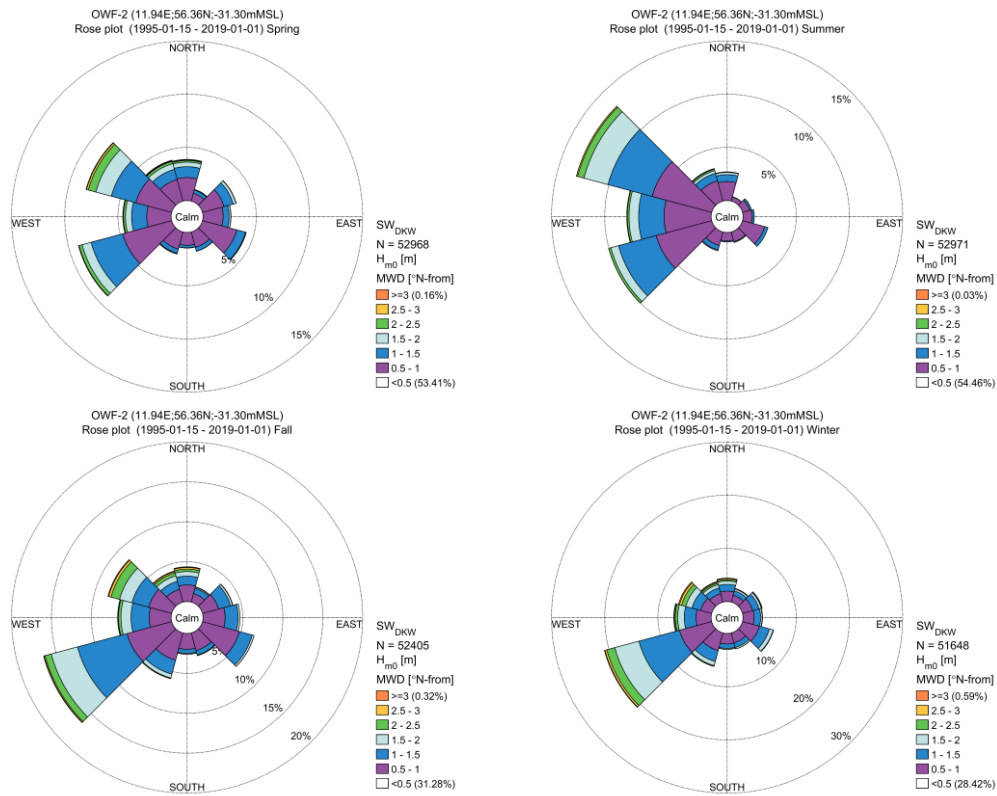 OWF-2 (11.94E;56.36N;-31.30mMSL)
Rose plot (1995-01-15 - 2019-01-01) Spring
NORTH
WEST
Calm
EAST
5%
10%
15%
SOUTH
SW_DKW
N = 52968
H_m0 [m]
MWD [°N-from]
>=3 (0.16%)
2.5 - 3
2 - 2.5
1.5 - 2
1 - 1.5
0.5 - 1
<0.5 (53.41%)
OWF-2 (11.94E;56.36N;-31.30mMSL)
Rose plot (1995-01-15 - 2019-01-01) Summer
NORTH
15%
10%
5%
WEST
Calm
EAST
SOUTH
SW_DKW
N = 52971
H_m0 [m]
MWD [°N-from]
>=3 (0.03%)
2.5 - 3
2 - 2.5
1.5 - 2
1 - 1.5
0.5 - 1
<0.5 (54.46%)
OWF-2 (11.94E;56.36N;-31.30mMSL)
Rose plot (1995-01-15 - 2019-01-01) Fall
NORTH
WEST
Calm
EAST
5%
10%
15%
20%
SOUTH
SW_DKW
N = 52405
H_m0 [m]
MWD [°N-from]
>=3 (0.32%)
2.5 - 3
2 - 2.5
1.5 - 2
1 - 1.5
0.5 - 1
<0.5 (31.28%)
OWF-2 (11.94E;56.36N;-31.30mMSL)
Rose plot (1995-01-15 - 2019-01-01) Winter
NORTH
WEST
Calm
EAST
10%
20%
30%
SOUTH
SW_DKW
N = 51648
H_m0 [m]
MWD [°N-from]
>=3 (0.59%)
2.5 - 3
2 - 2.5
1.5 - 2
1 - 1.5
0.5 - 1
<0.5 (28.42%)